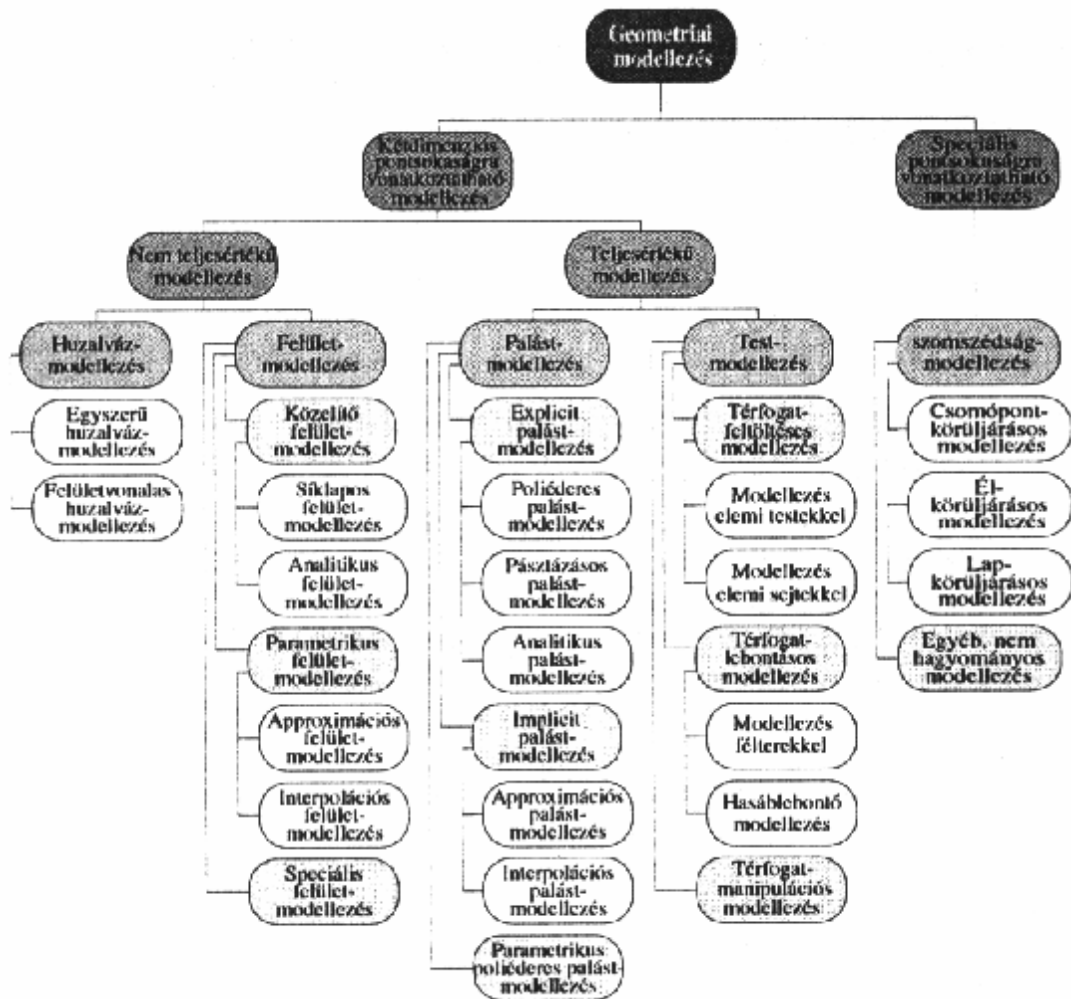 Geometriai
modellezés
Kétdimenziós
pontsokaságra
vonatkoztatható
modellezés
Speciális
pontsokaságra
vonatkoztatható
modellezés
Nem teljesértékű
modellezés
Teljesértékű
modellezés
Huzalváz-
modellezés
Egyszerű
huzalváz-
modellezés
Felületvonalas
huzalváz-
modellezés
Felület-
modellezés
Közelítő
felület-
modellezés
Síklapos
felület-
modellezés
Analitikus
felület-
modellezés
Parametrikus
felület-
modellezés
Approximációs
felület-
modellezés
Interpolációs
felület-
modellezés
Speciális
felület-
modellezés
Palást-
modellezés
Explicit
palást-
modellezés
Poliéderes
palást-
modellezés
Pásztázásos
palást-
modellezés
Analitikus
palást-
modellezés
Implicit
palást-
modellezés
Approximációs
palást-
modellezés
Interpolációs
palást-
modellezés
Parametrikus
poliéderes palást-
modellezés
Test-
modellezés
Térfogat-
feltöltéses
modellezés
Modellezés
elemi testekkel
Modellezés
elemi sejtekkel
Térfogat-
lebontásos
modellezés
Modellezés
félterekkel
Hasáblebontó
modellezés
Térfogat-
manipulációs
modellezés
szomszédság-
modellezés
Csomópont-
körüljárásos
modellezés
Él-
körüljárásos
modellezés
Lap-
körüljárásos
modellezés
Egyéb, nem
hagyományos
modellezés